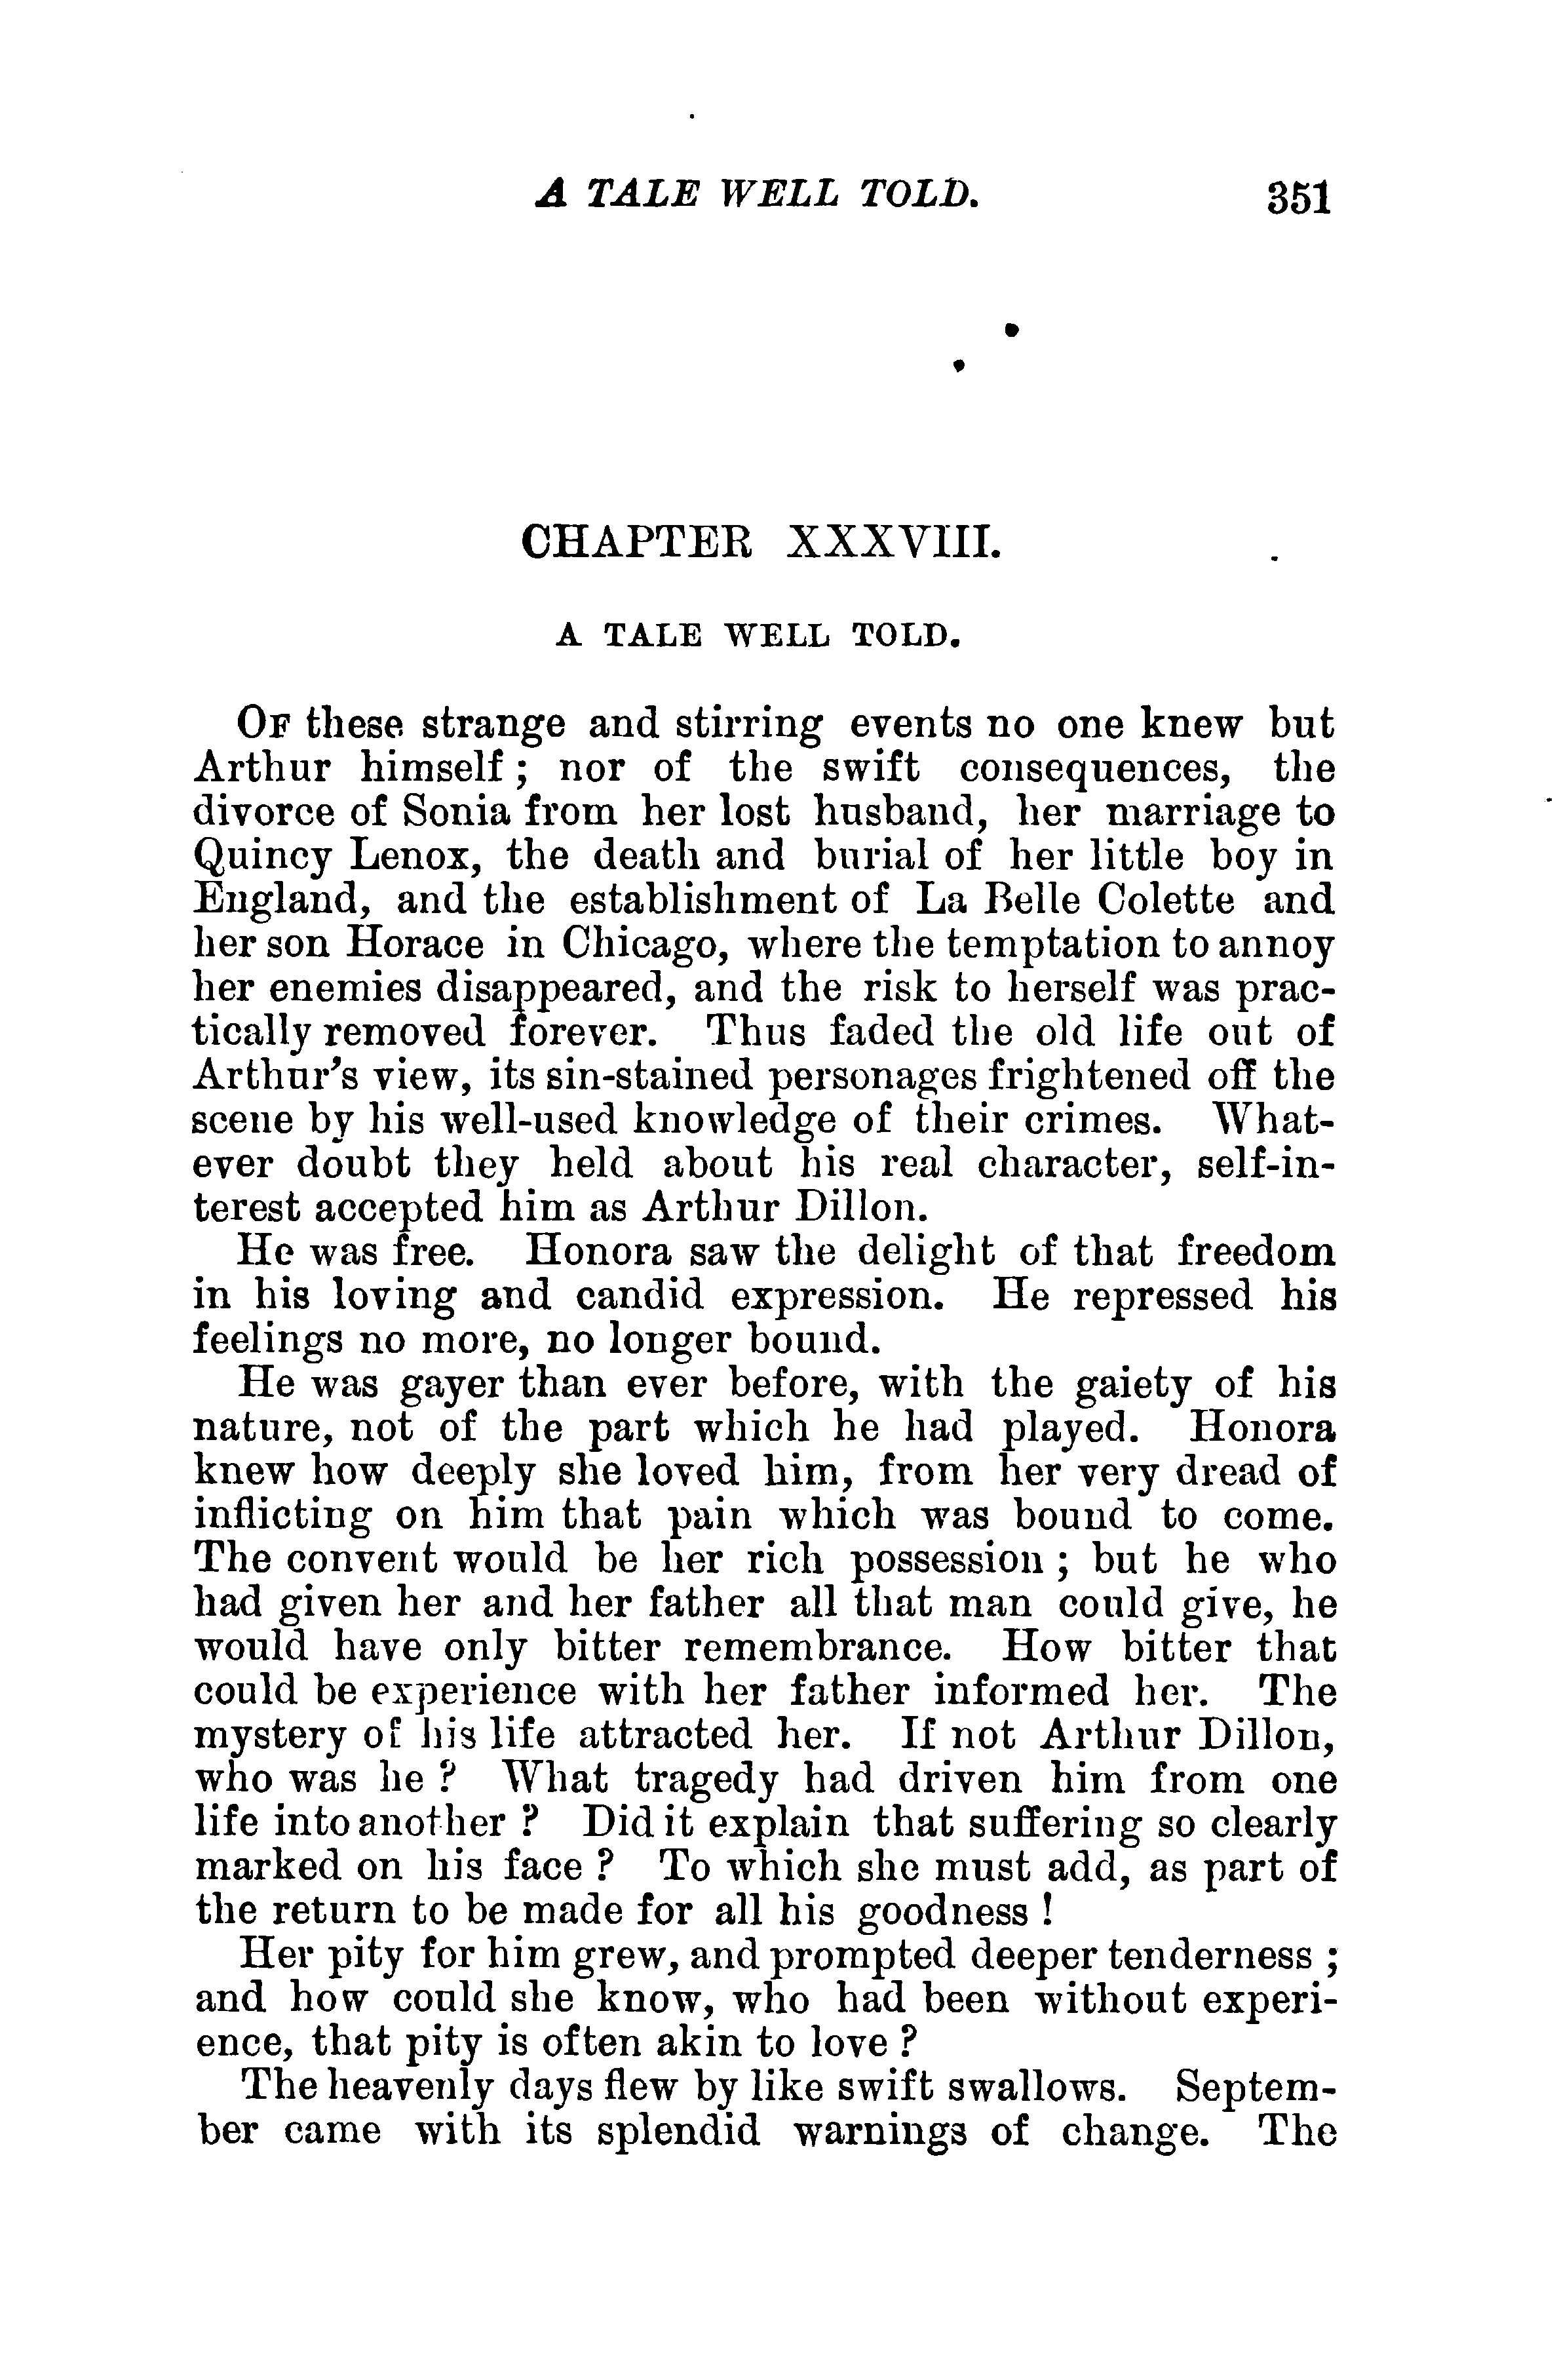 A TALE WELL TOLD. 351
CHAPTER XXXVIII.
A TALE WELL TOLD.
OF these strange and stirring events no one knew but
Arthur himself; nor of the swift consequences, the
divorce of Sonia from her lost husband, her marriage to
Quincy Lenox, the death and burial of her little boy in
England, and the establishment of La Belle Colette and
her son Horace in Chicago, where the temptation to annoy
her enemies disappeared, and the risk to herself was prac-
tically removed forever. Thus faded the old life out of
Arthur's view, its sin-stained personages frightened off the
scene by his well-used knowledge of their crimes. What-
ever doubt they held about his real character, self-in-
terest accepted him as Arthur Dillon.
He was free. Honora saw the delight of that freedom
in his loving and candid expression. He repressed his
feelings no more, no longer bound.
He was gayer than ever before, with the gaiety of his
nature, not of the part which he had played. Honora
knew how deeply she loved him, from her very dread of
inflicting on him that pain which was bound to come.
The convent would be her rich possession; but he who
had given her and her father all that man could give, he
would have only bitter remembrance. How bitter that
could be experience with her father informed her. The
mystery of his life attracted her. If not Arthur Dillon,
who was he? What tragedy had driven him from one
life into another? Did it explain that suffering so clearly
marked on his face? To which she must add, as part of
the return to be made for all his goodness!
Her pity for him grew, and prompted deeper tenderness;
and how could she know, who had been without experi-
ence, that pity is often akin to love?
The heavenly days flew by like swift swallows. Septem-
ber came with its splendid warnings of change. The